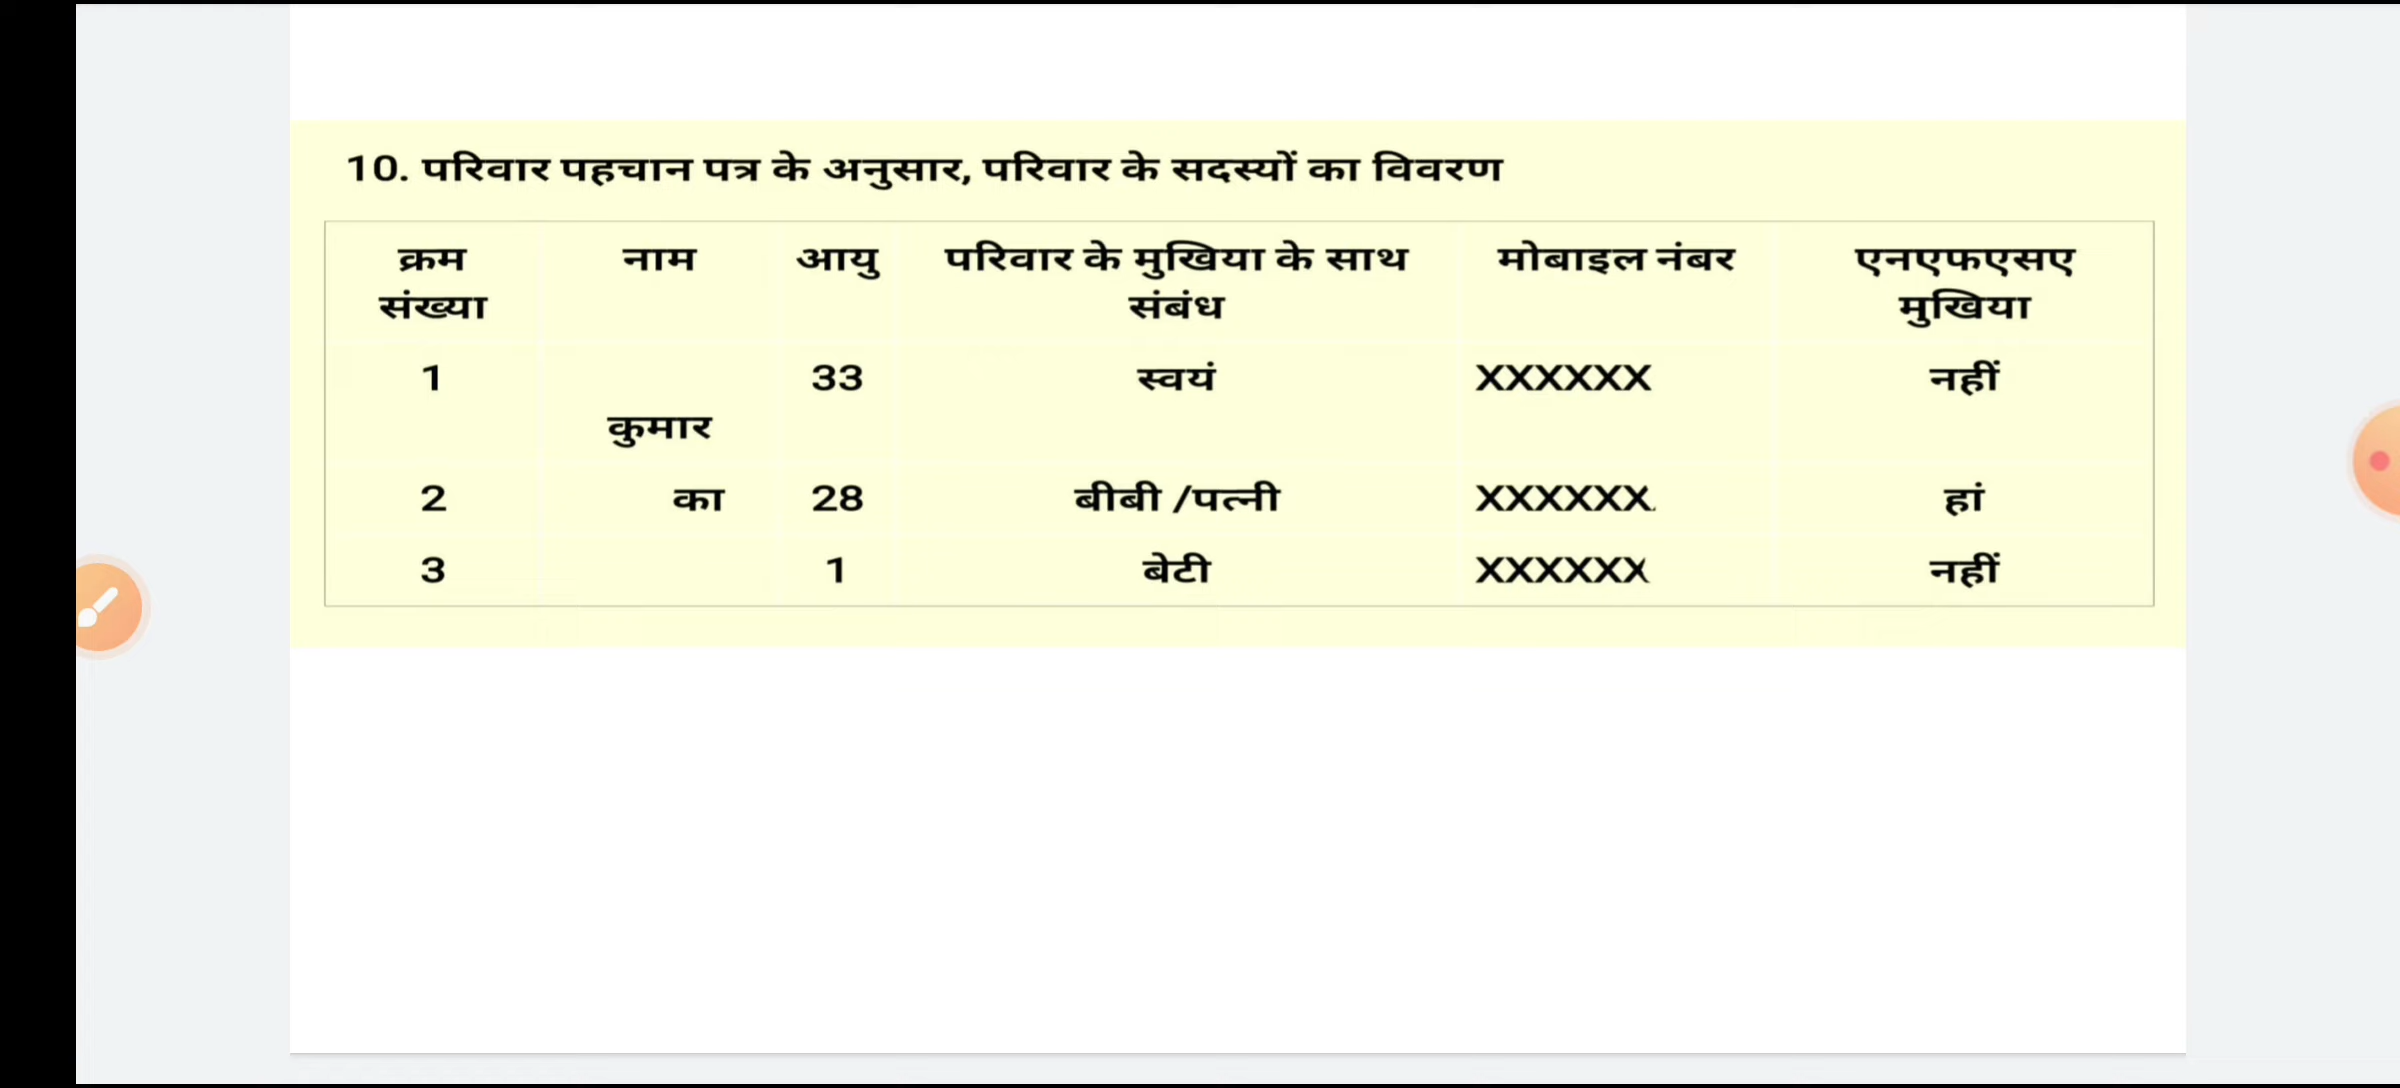 10. परिवार पहचान पत्र के अनुसार, परिवार के सदस्यों का विवरण
क्रम संख्या नाम आयु परिवार के मुखिया के साथ संबंध मोबाइल नंबर एनएफएसए मुखिया
1 कुमार 33 स्वयं XXXXXX नहीं
2 का 28 बीबी /पत्नी XXXXXX हां
3 1 बेटी XXXXXX नहीं